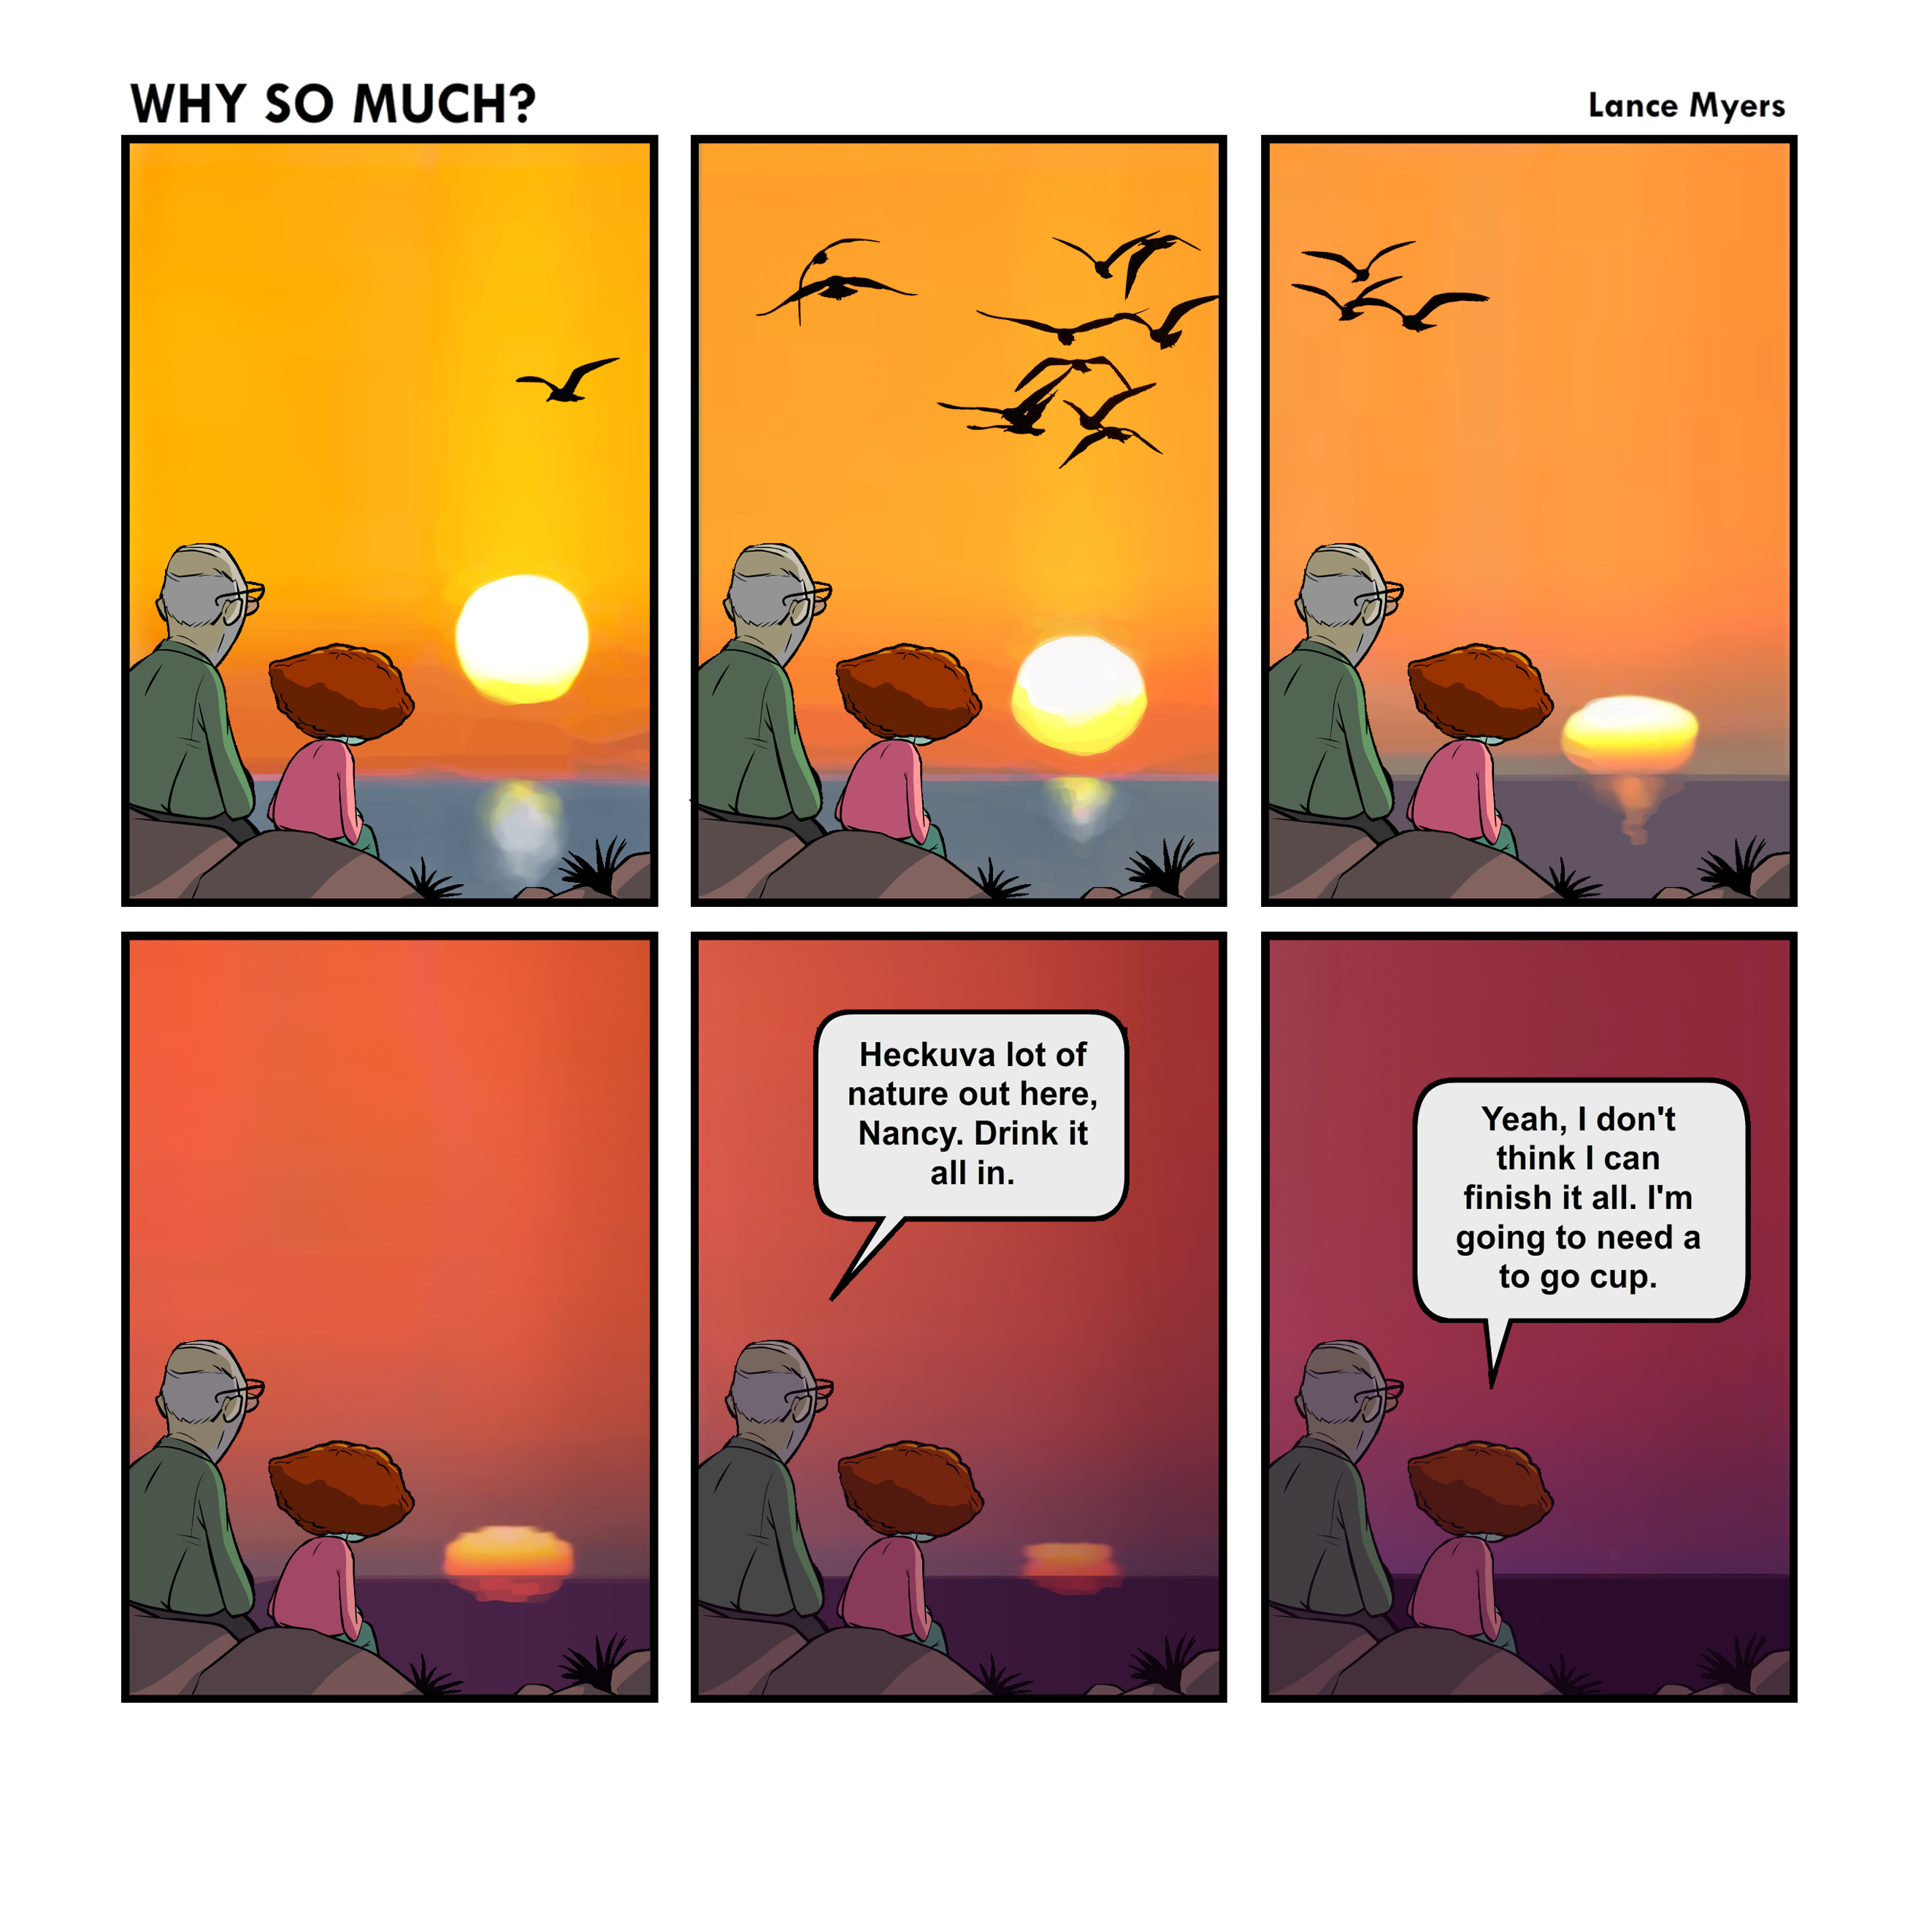 WHY SO MUCH?
Lance Myers
Heckuva lot of
nature out here,
Nancy. Drink it
all in.
Yeah, I don't
think I can
finish it all. I'm
going to need a
to go cup.